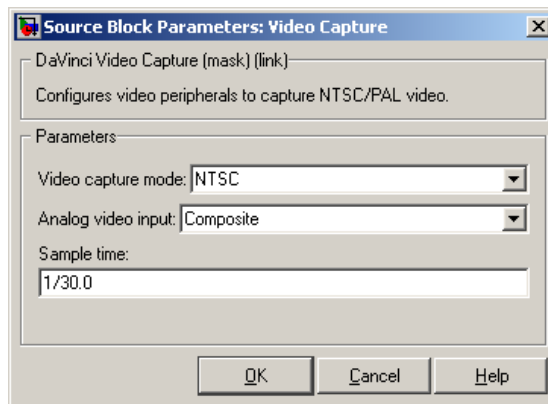 Source Block Parameters: Video Capture
DaVinci Video Capture (mask) (link)
Configures video peripherals to capture NTSC/PAL video.
Parameters
Video capture mode: NTSC
Analog video input: Composite
Sample time:
1/30.0
OK Cancel Help